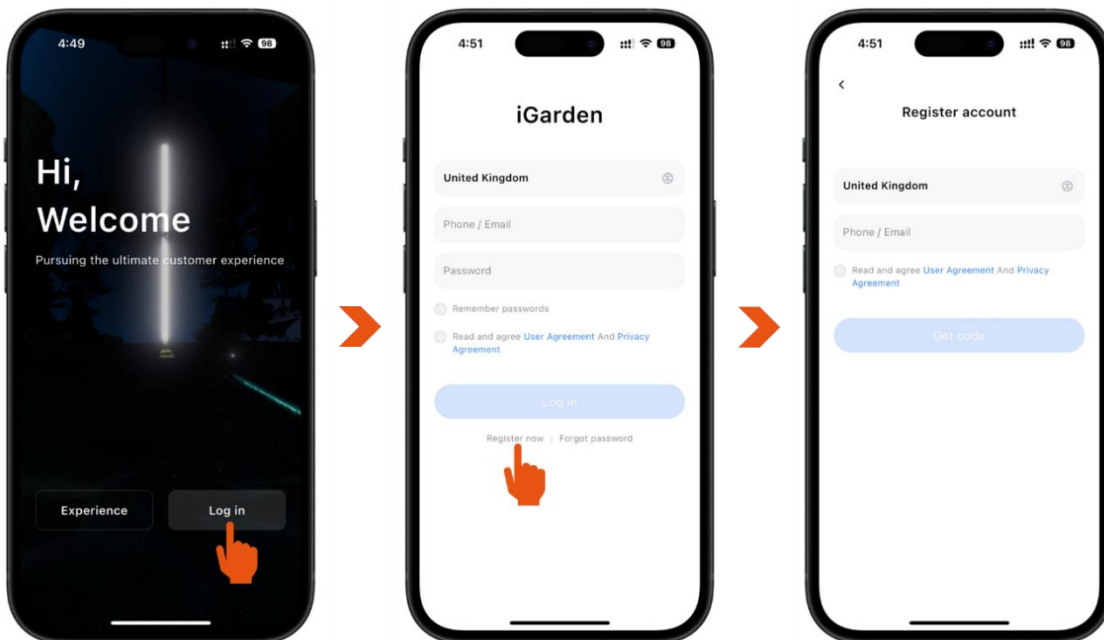 4:49
98
Hi,
Welcome
Pursuing the ultimate customer experience
Experience
Log in
4:51
98
iGarden
United Kingdom
Phone / Email
Password
Remember passwords
Read and agree User Agreement And Privacy
Agreement
Log in
Register now | Forgot password
4:51
98
Register account
United Kingdom
Phone / Email
Read and agree User Agreement And Privacy
Agreement
Get code